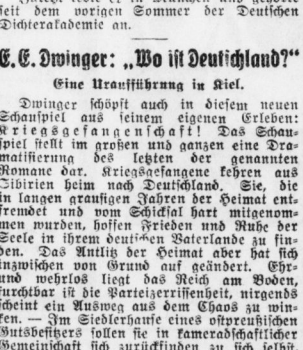 seit dem vorigen Sommer der Deutschen
Dichterakademie an.
E. E. Dwinger: „Wo ist Deutschland?"
Eine Uraufführung in Kiel.
Dwinger schöpft auch in diesem neuen
Schauspiel aus seinem eigenen Erleben:
Kriegsgefangenschaft! Das Schau-
spiel stellt im großen und ganzen eine Dra-
matisierung des letzten der genannten
Romane dar. Kriegsgefangene kehren aus
Sibirien heim nach Deutschland. Sie, die
in langen grausigen Jahren der Heimat ent-
fremdet und vom Schicksal hart mitgenom-
men wurden, hoffen Frieden und Ruhe der
Seele in ihrem deutschen Vaterlande zu fin-
den. Das Antlitz der Heimat aber hat sich
inzwischen von Grund auf geändert. Ehr-
und wehrlos liegt das Reich am Boden,
furchtbar ist die Parteizerrissenheit, nirgends
scheint ein Ausweg aus dem Chaos zu win-
ken. — Im Siedlerhause eines ostpreußischen
Gutsbesitzers sollen sie in kameradschaftlicher
Gemeinschaft sich zurückfinden zu sich selbst